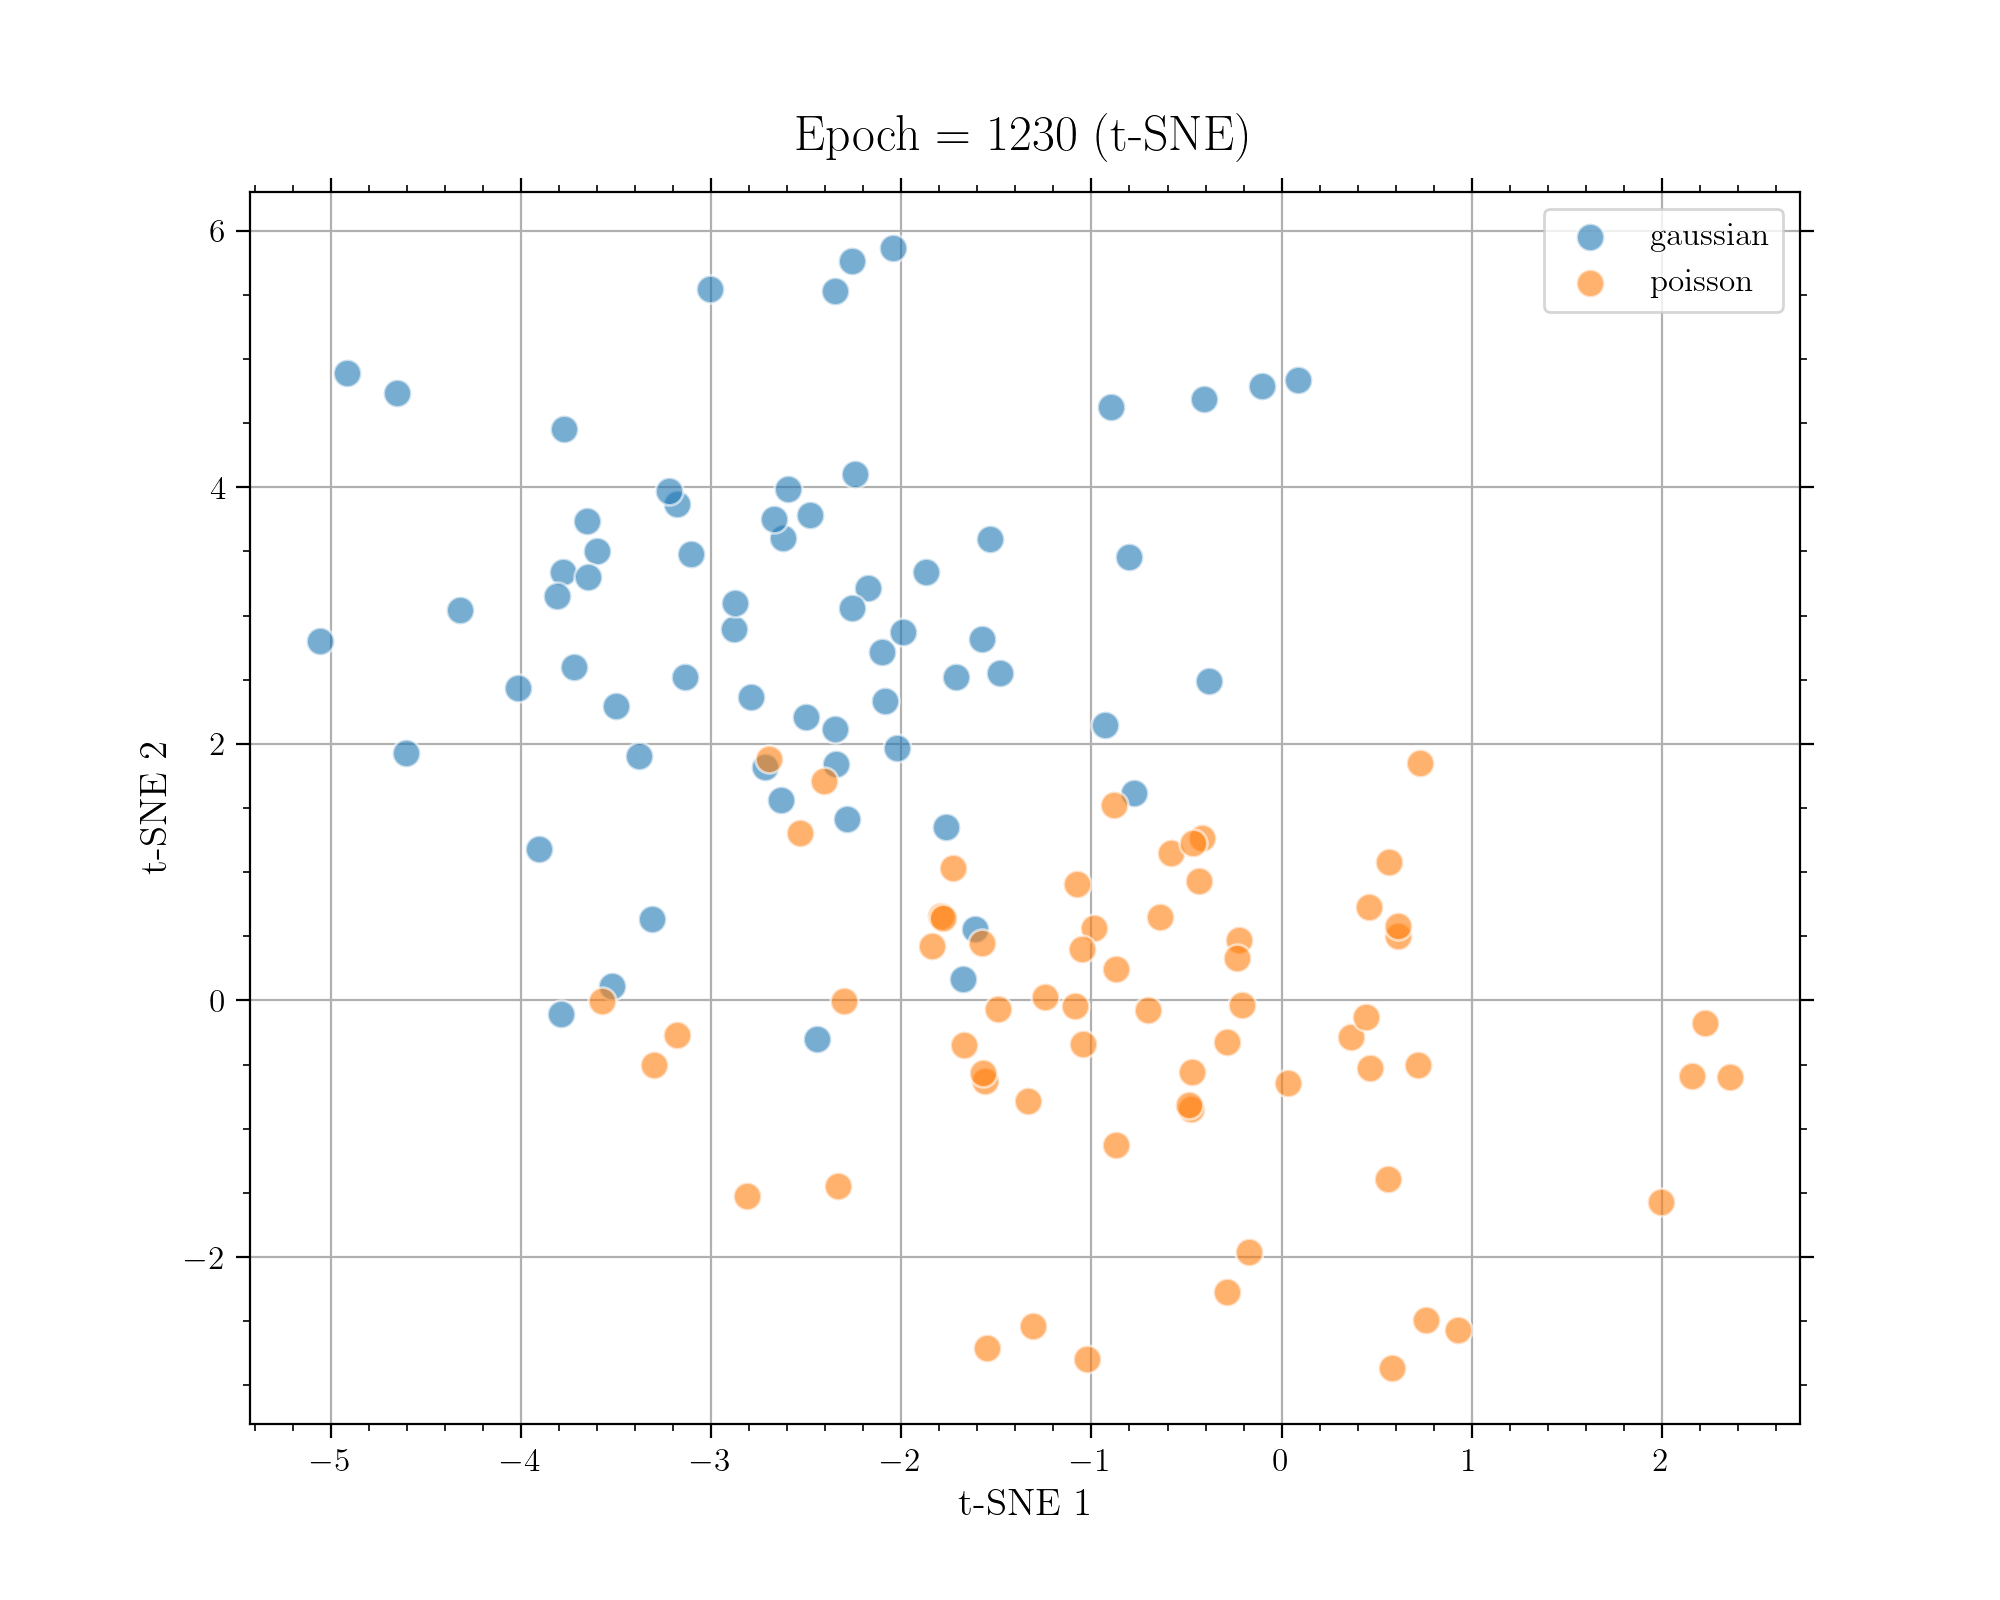 Epoch = 1230 (t-SNE)
gaussian
poisson
6
4
2
0
−2
t-SNE 2
−5 −4 −3 −2 −1 0 1 2
t-SNE 1